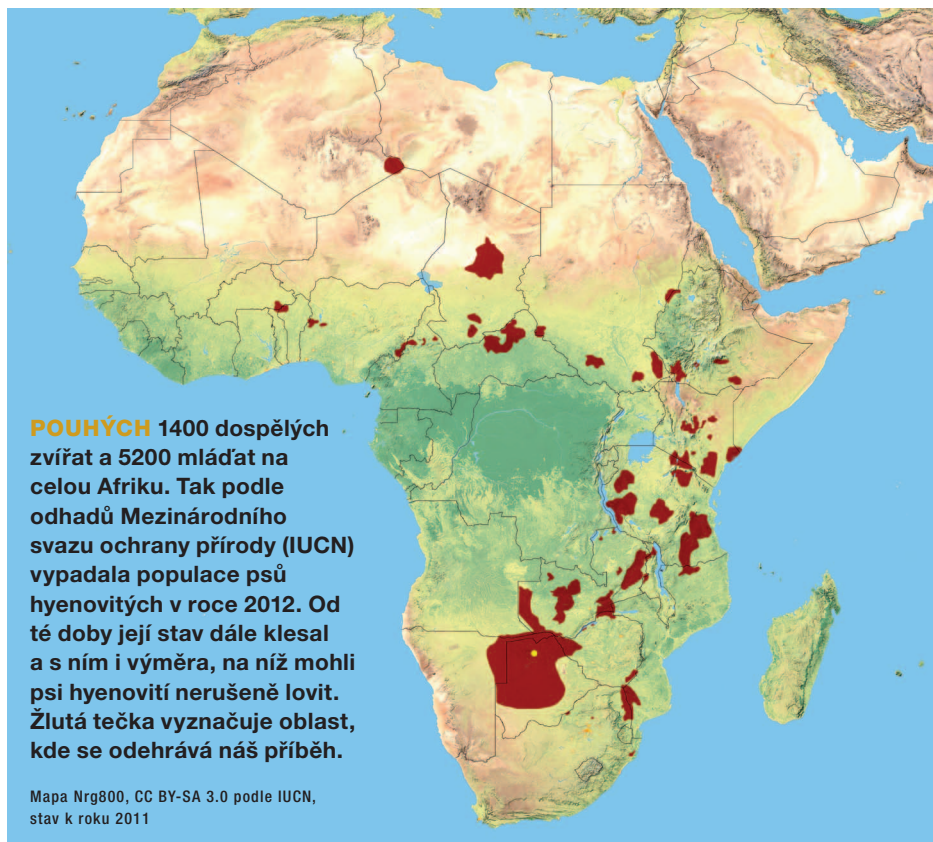 POUHÝCH 1400 dospělých
zvířat a 5200 mláďat na
celou Afriku. Tak podle
odhadů Mezinárodního
svazu ochrany přírody (IUCN)
vypadala populace psů
hyenovitých v roce 2012. Od
té doby její stav dále klesal
a s ním i výměra, na níž mohli
psi hyenovití nerušeně lovit.
Žlutá tečka vyznačuje oblast,
kde se odehrává náš příběh.
Mapa Nrg800, CC BY-SA 3.0 podle IUCN,
stav k roku 2011